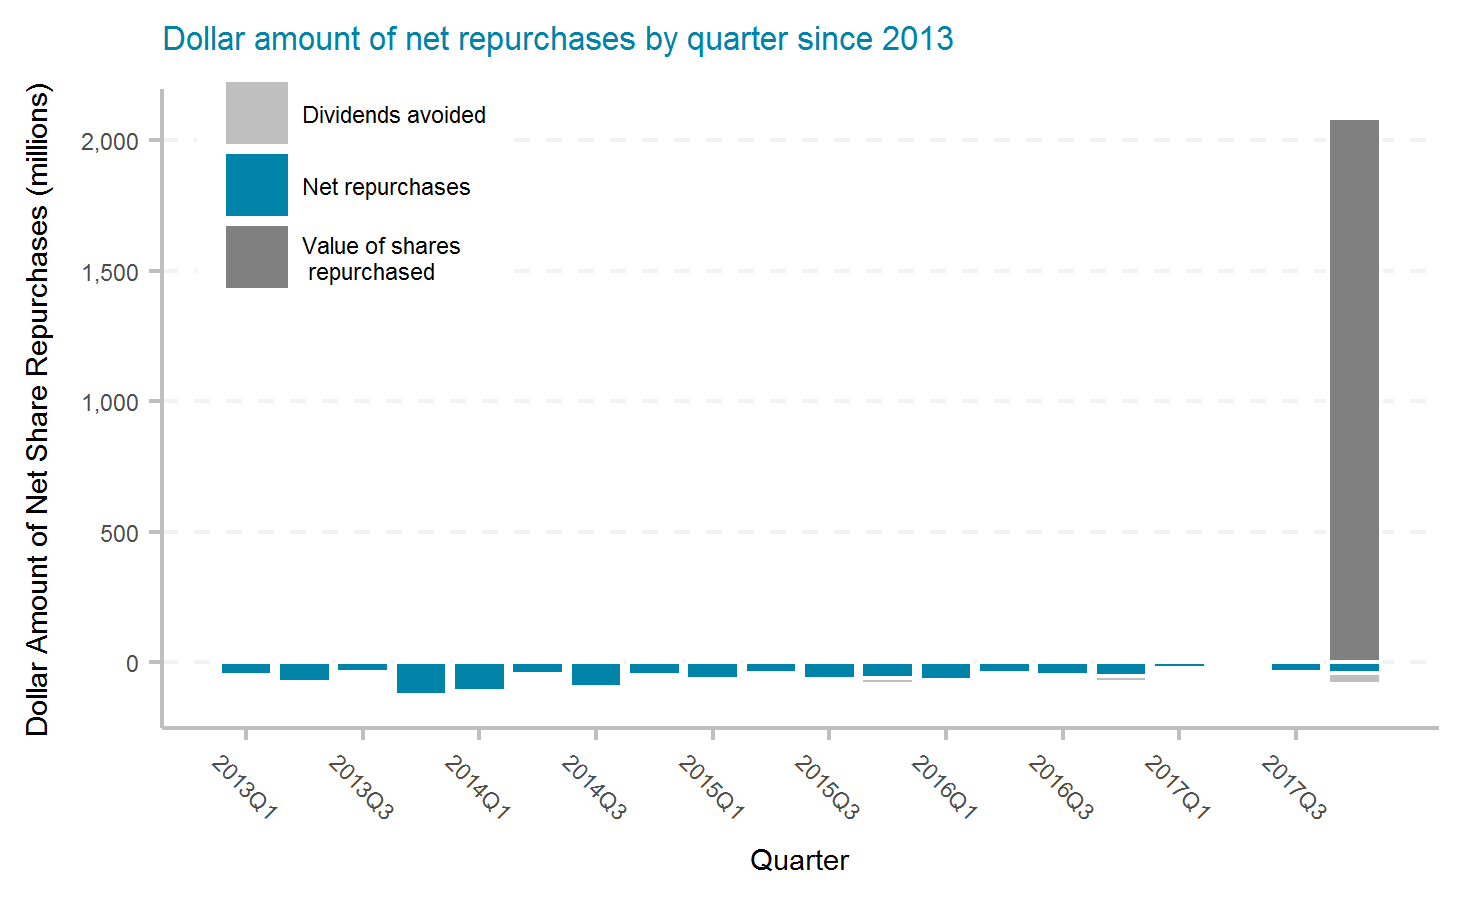 Dollar amount of net repurchases by quarter since 2013
Dollar Amount of Net Share Repurchases (millions)
Dividends avoided
Net repurchases
Value of shares
repurchased
2,000
1,500
1,000
500
0
2013Q1
2013Q3
2014Q1
2014Q3
2015Q1
2015Q3
2016Q1
2016Q3
2017Q1
2017Q3
Quarter